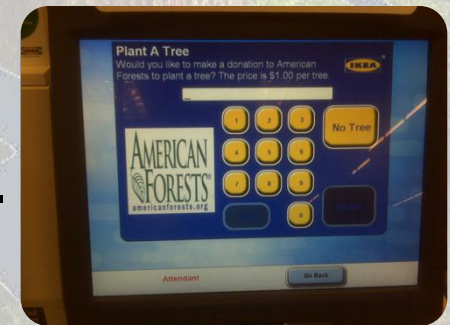 Plant A Tree
Would you like to make a donation to American
Forests to plant a tree? The price is $1.00 per tree.
IKEA
1 2 3
No Tree
4 5 6
7 8 9
0
AMERICAN
FORESTS
americanforests.org
Attendant
Go Back